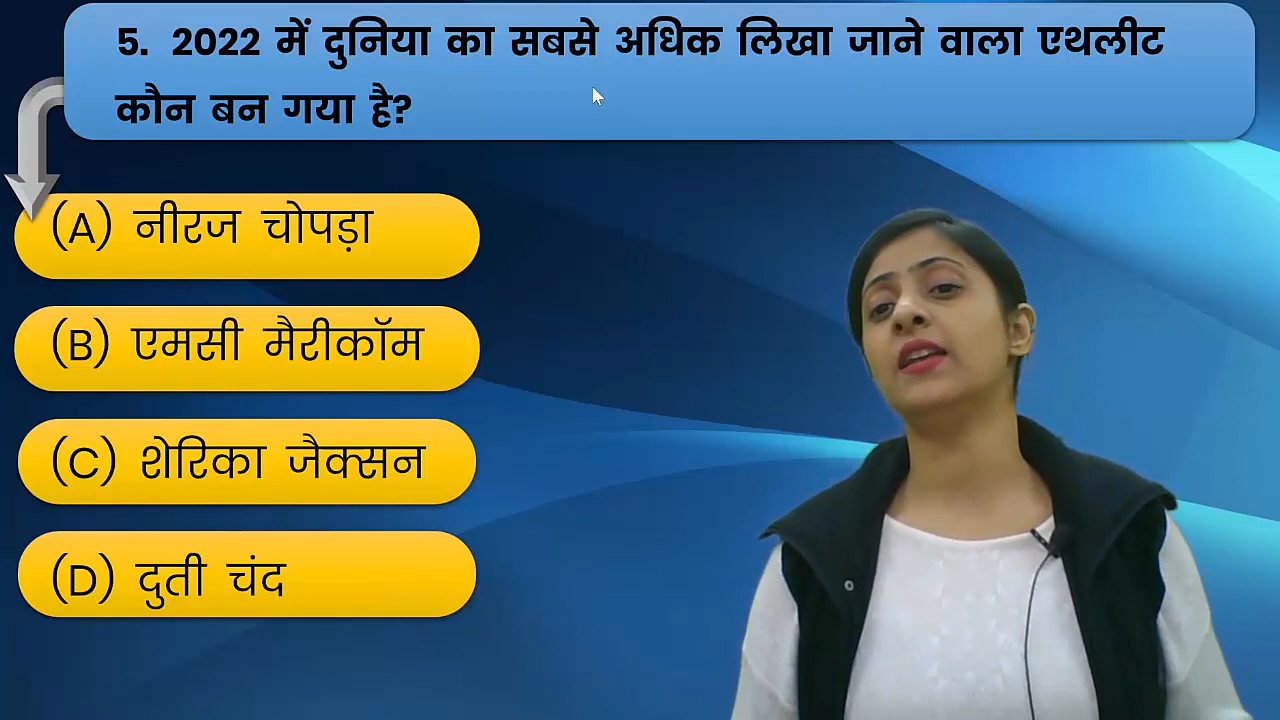 5. 2022 में दुनिया का सबसे अधिक लिखा जाने वाला एथलीट
कौन बन गया है?
(A) नीरज चोपड़ा
(B) एमसी मैरीकॉम
(C) शेरिका जैक्सन
(D) दुती चंद